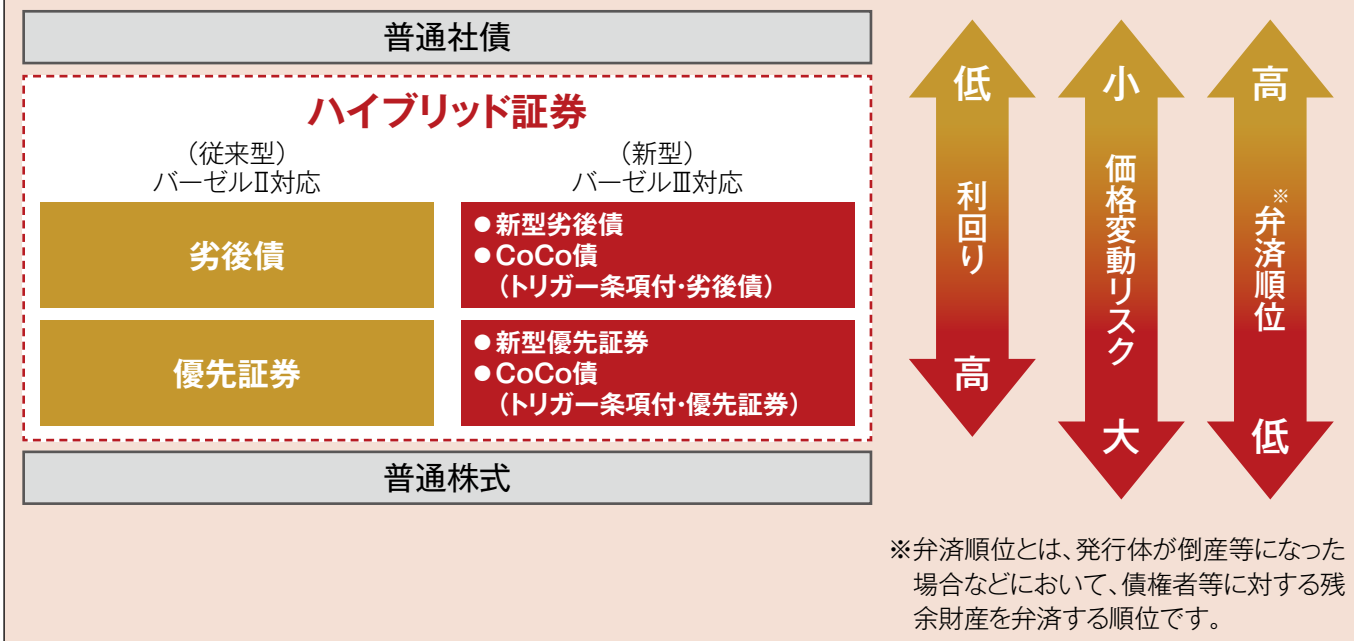 普通社債
ハイブリッド証券
（従来型）
バーゼルⅡ対応
（新型）
バーゼルⅢ対応
劣後債
●新型劣後債
●CoCo債
（トリガー条項付・劣後債）
優先証券
●新型優先証券
●CoCo債
（トリガー条項付・優先証券）
普通株式
低
利回り
高
小
価格変動リスク
大
高
※弁済順位
低
※弁済順位とは、発行体が倒産等になった
場合などにおいて、債権者等に対する残
余財産を弁済する順位です。